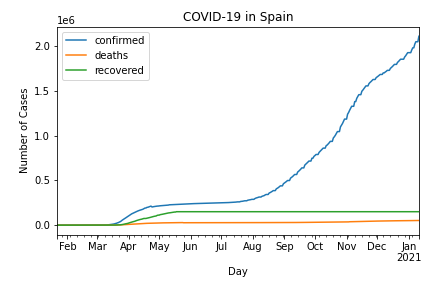 COVID-19 in Spain
1e6
confirmed
deaths
recovered
2.0
1.5
1.0
0.5
0.0
Number of Cases
Feb Mar Apr May Jun Jul Aug Sep Oct Nov Dec Jan
2021
Day